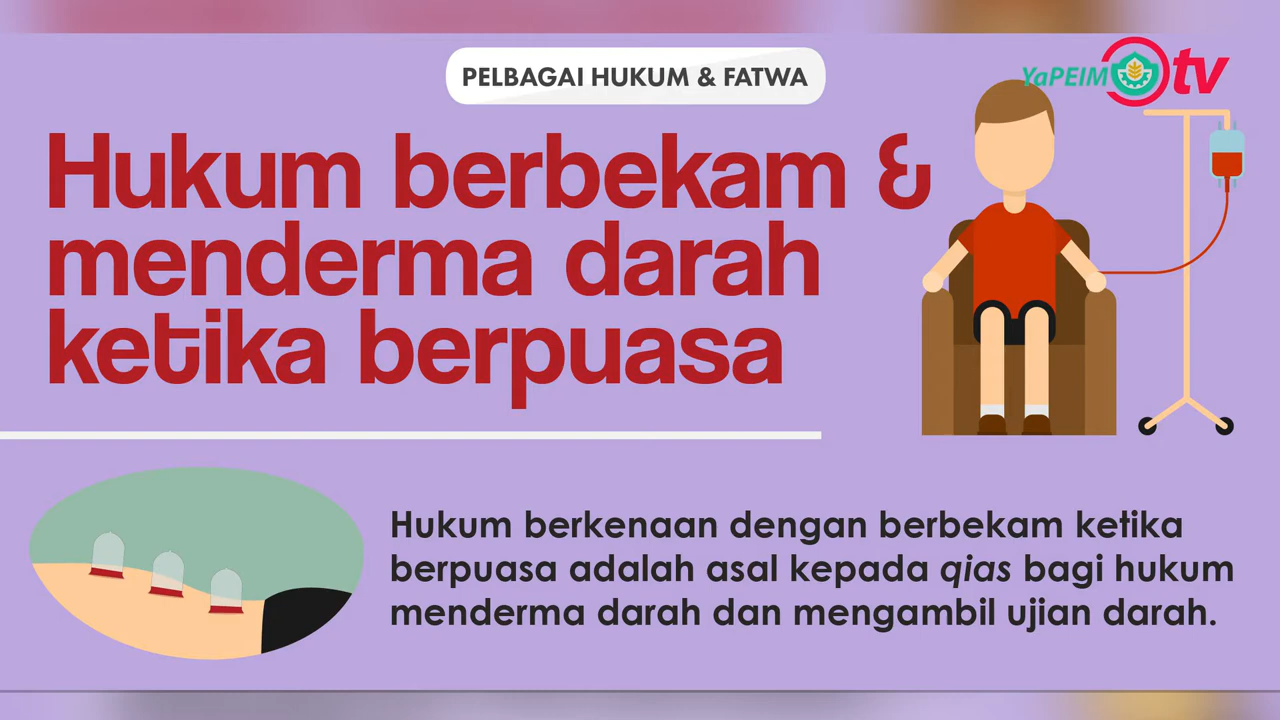 PELBAGAI HUKUM & FATWA
YaPEIM tv
Hukum berbekam &
menderma darah
ketika berpuasa
Hukum berkenaan dengan berbekam ketika
berpuasa adalah asal kepada qias bagi hukum
menderma darah dan mengambil ujian darah.